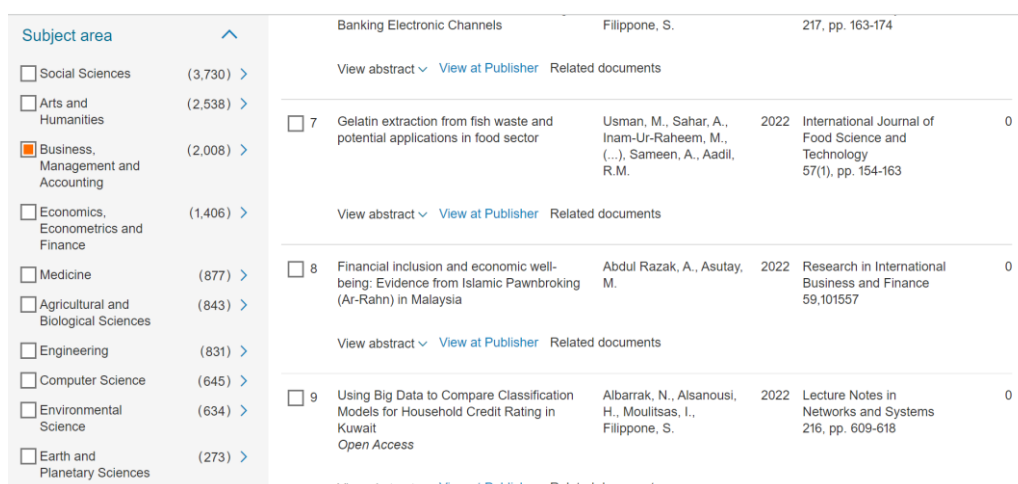 Subject area
Social Sciences (3,730)
Arts and
Humanities (2,538)
Business,
Management and
Accounting (2,008)
Economics,
Econometrics and
Finance (1,406)
Medicine (877)
Agricultural and
Biological Sciences (843)
Engineering (831)
Computer Science (645)
Environmental
Science (634)
Earth and
Planetary Sciences (273)
Banking Electronic Channels Filippone, S. 217, pp. 163-174
View abstract View at Publisher Related documents
7 Gelatin extraction from fish waste and Usman, M., Sahar, A., 2022 International Journal of 0
potential applications in food sector Inam-Ur-Raheem, M., Food Science and
(...), Sameen, A., Aadil, Technology
R.M. 57(1), pp. 154-163
View abstract View at Publisher Related documents
8 Financial inclusion and economic well- Abdul Razak, A., Asutay, 2022 Research in International 0
being: Evidence from Islamic Pawnbroking M. Business and Finance
(Ar-Rahn) in Malaysia 59,101557
View abstract View at Publisher Related documents
9 Using Big Data to Compare Classification Albarrak, N., Alsanousi, 2022 Lecture Notes in 0
Models for Household Credit Rating in H., Moulitsas, I., Networks and Systems
Kuwait Filippone, S. 216, pp. 609-618
Open Access